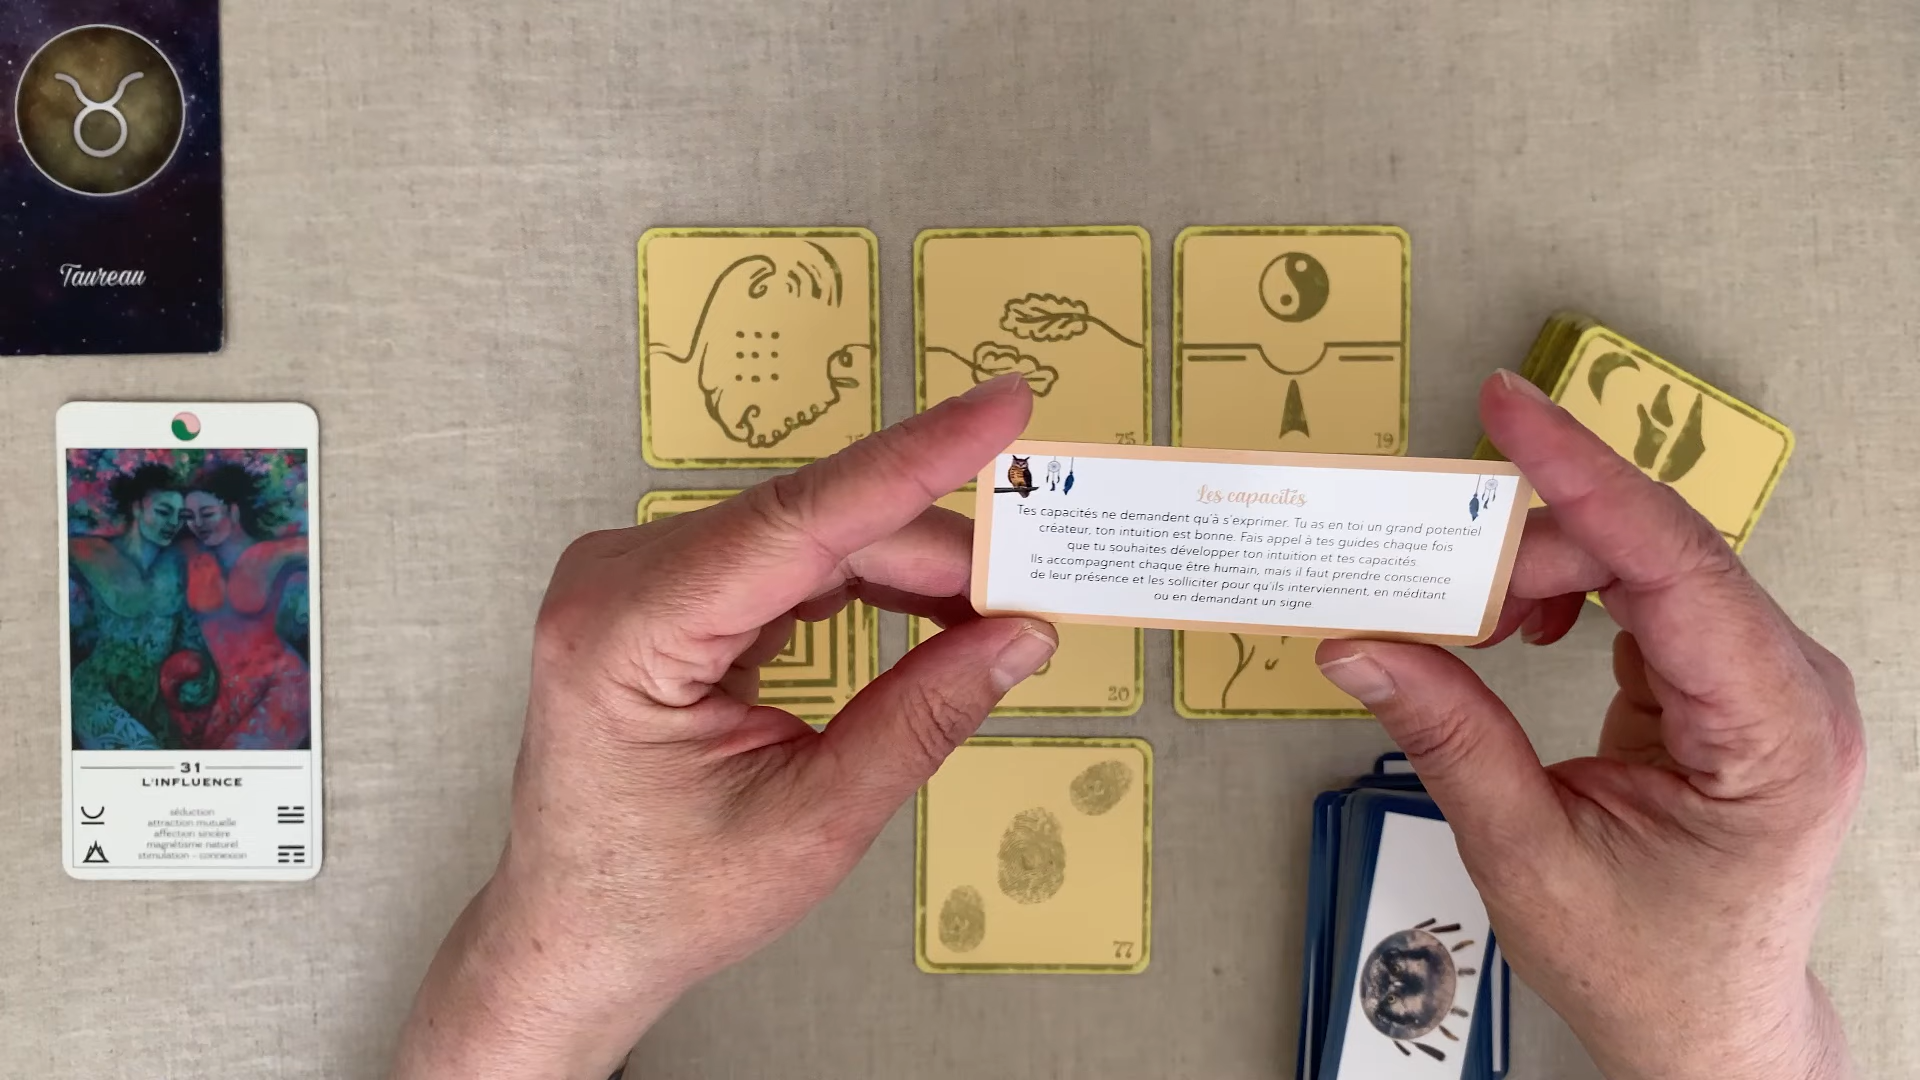 Taureau
15
75
19
Les capacités
Tes capacités ne demandent qu'à s'exprimer. Tu as en toi un grand potentiel
créateur, ton intuition est bonne. Fais appel à tes guides chaque fois
que tu souhaites développer ton intuition et tes capacités.
Ils accompagnent chaque être humain, mais il faut prendre conscience
de leur présence et les solliciter pour qu'ils interviennent, en méditant
ou en demandant un signe.
20
31
L'INFLUENCE
séduction
attraction mutuelle
affection sincère
magnétisme naturel
stimulation - connexion
77